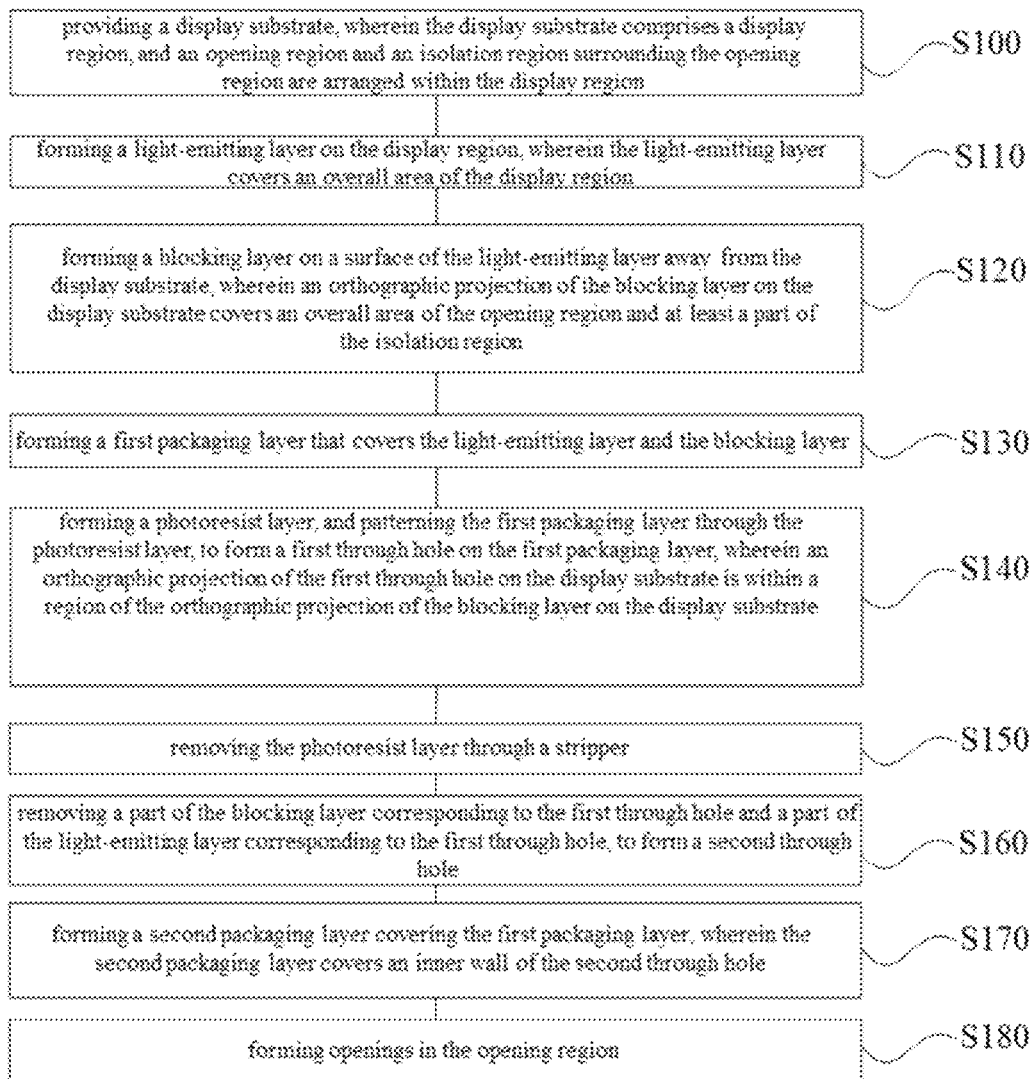 providing a display substrate, wherein the display substrate comprises a display
region, and an opening region and an isolation region surrounding the opening
region are arranged within the display region
S100
forming a light-emitting layer on the display region, wherein the light-emitting layer
covers an overall area of the display region
S110
forming a blocking layer on a surface of the light-emitting layer away from the
display substrate, wherein an orthographic projection of the blocking layer on the
display substrate covers an overall area of the opening region and at least a part of
the isolation region
S120
forming a first packaging layer that covers the light-emitting layer and the blocking layer
S130
forming a photoresist layer, and patterning the first packaging layer through the
photoresist layer, to form a first through hole on the first packaging layer, wherein an
orthographic projection of the first through hole on the display substrate is within a
region of the orthographic projection of the blocking layer on the display substrate
S140
removing the photoresist layer through a stripper
S150
removing a part of the blocking layer corresponding to the first through hole and a part of
the light-emitting layer corresponding to the first through hole, to form a second through
hole
S160
forming a second packaging layer covering the first packaging layer, wherein the
second packaging layer covers an inner wall of the second through hole
S170
forming openings in the opening region
S180